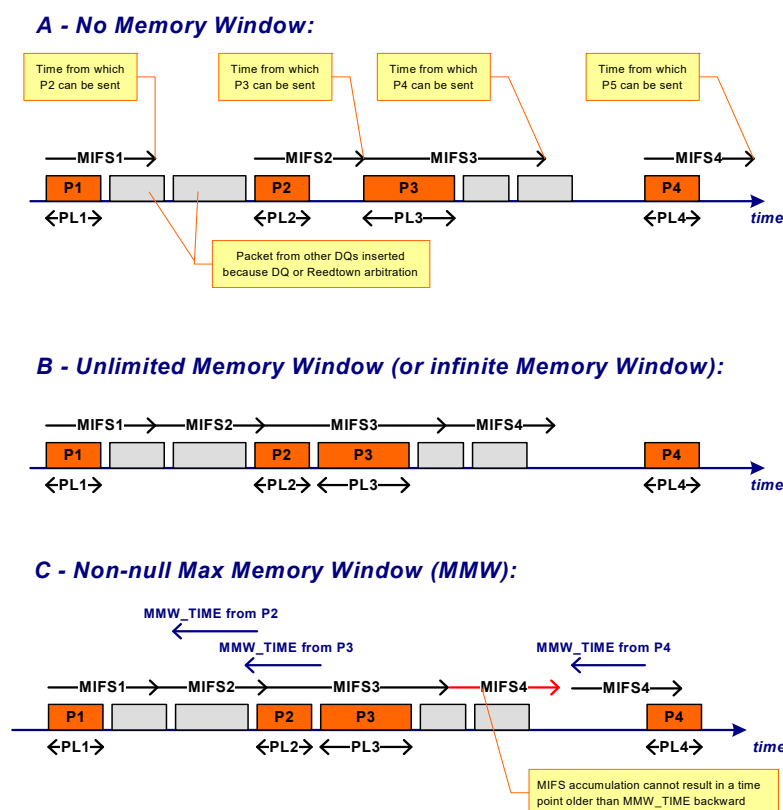 A - No Memory Window:
Time from which
P2 can be sent
Time from which
P3 can be sent
Time from which
P4 can be sent
Time from which
P5 can be sent
MIFS1
MIFS2
MIFS3
MIFS4
P1
P2
P3
P4
PL1
PL2
PL3
PL4
time
Packet from other DQs inserted
because DQ or Reedtown arbitration
B - Unlimited Memory Window (or infinite Memory Window):
MIFS1
MIFS2
MIFS3
MIFS4
P1
P2
P3
P4
PL1
PL2
PL3
PL4
time
C - Non-null Max Memory Window (MMW):
MMW_TIME from P2
MMW_TIME from P3
MMW_TIME from P4
MIFS1
MIFS2
MIFS3
MIFS4
MIFS4
P1
P2
P3
P4
PL1
PL2
PL3
PL4
time
MIFS accumulation cannot result in a time
point older than MMW_TIME backward